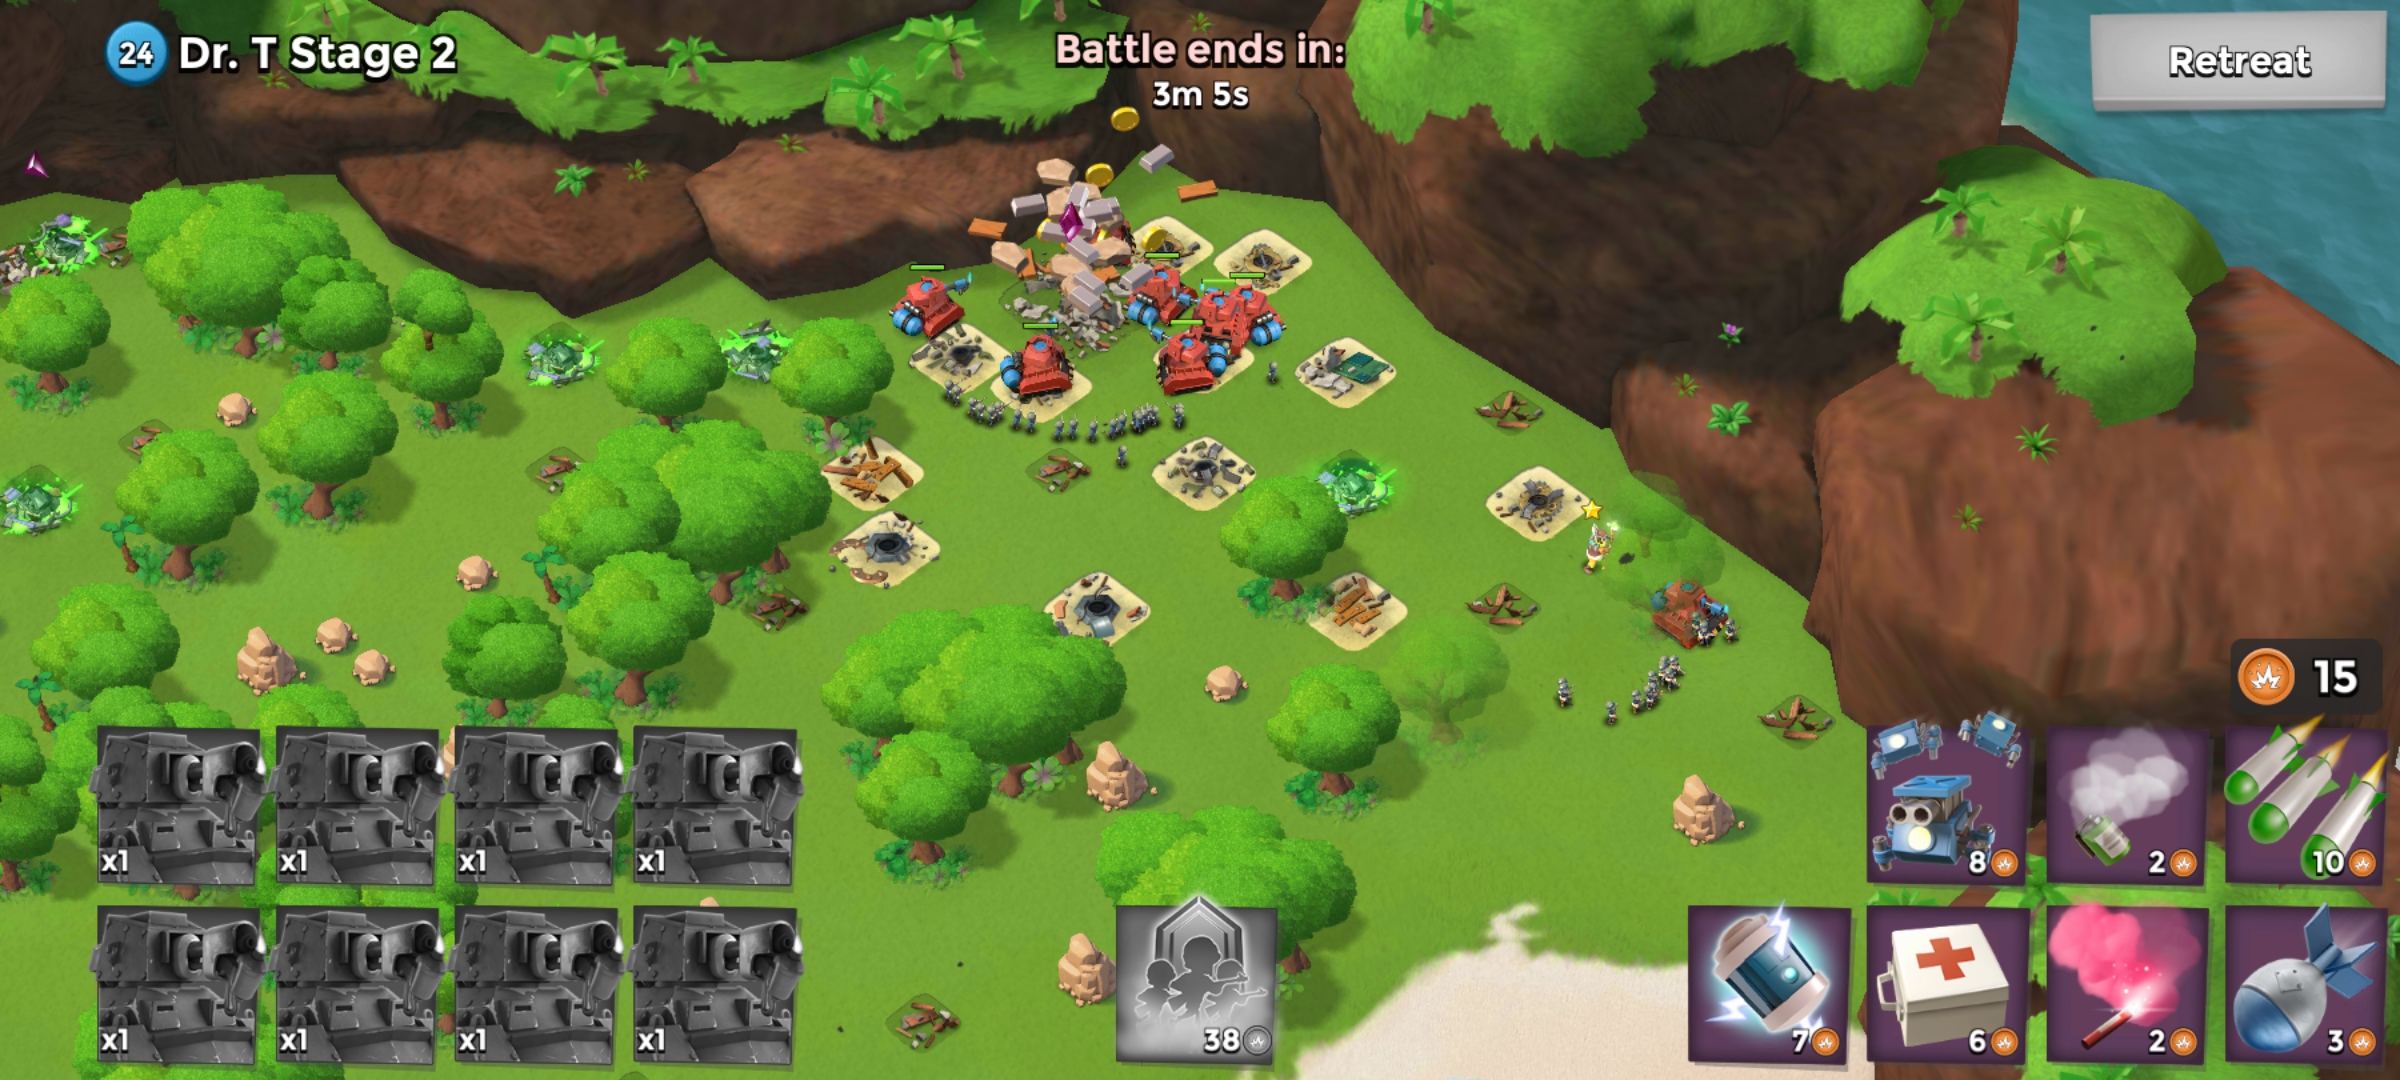 24 Dr. T Stage 2
Battle ends in:
3m 5s
Retreat
15
x1 x1 x1 x1
8 2 10
x1 x1 x1 x1
38
7 6 2 3